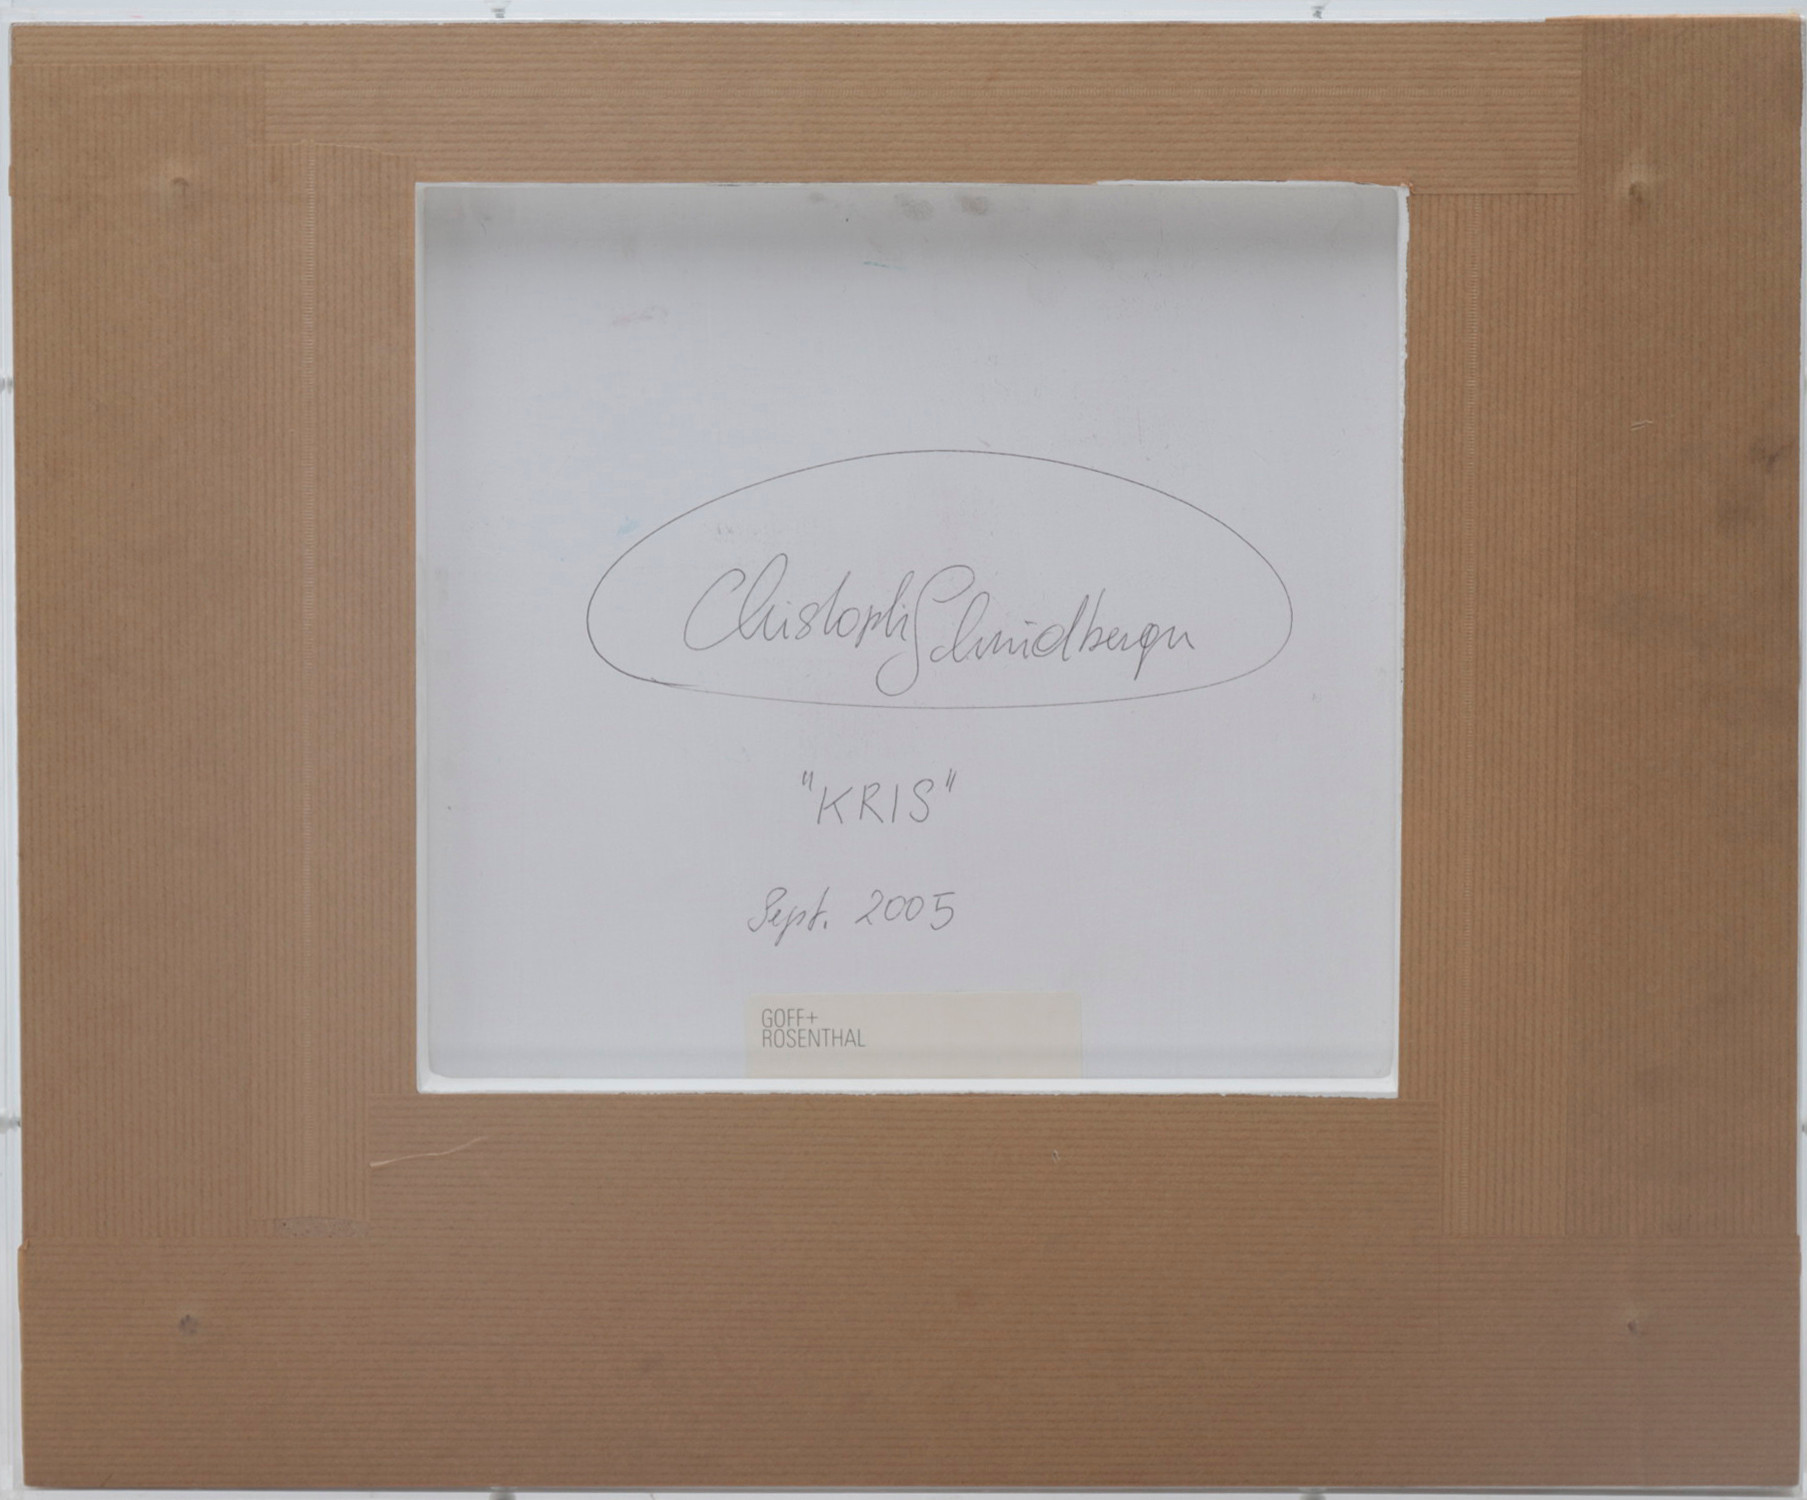 Christoph Schmidberger
"KRIS"
Sept. 2005
GOFF+
ROSENTHAL